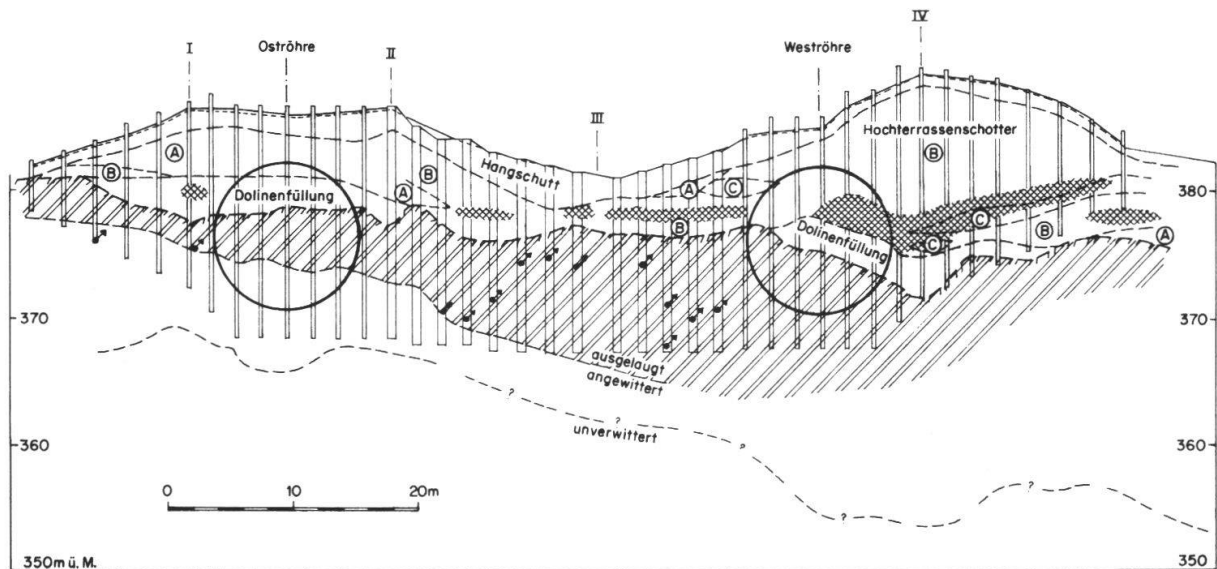 I
Oströhre
II
III
Weströhre
IV
Hochterrassenschotter
B
A
B
B
A
Hangschutt
A
C
Dolinenfüllung
B
Dolinenfüllung
C
C
B
A
380
370
370
ausgelaugt
angewittert
?
?
unverwittert
?
360
360
0
10
20m
?
?
?
350m ü. M.
350